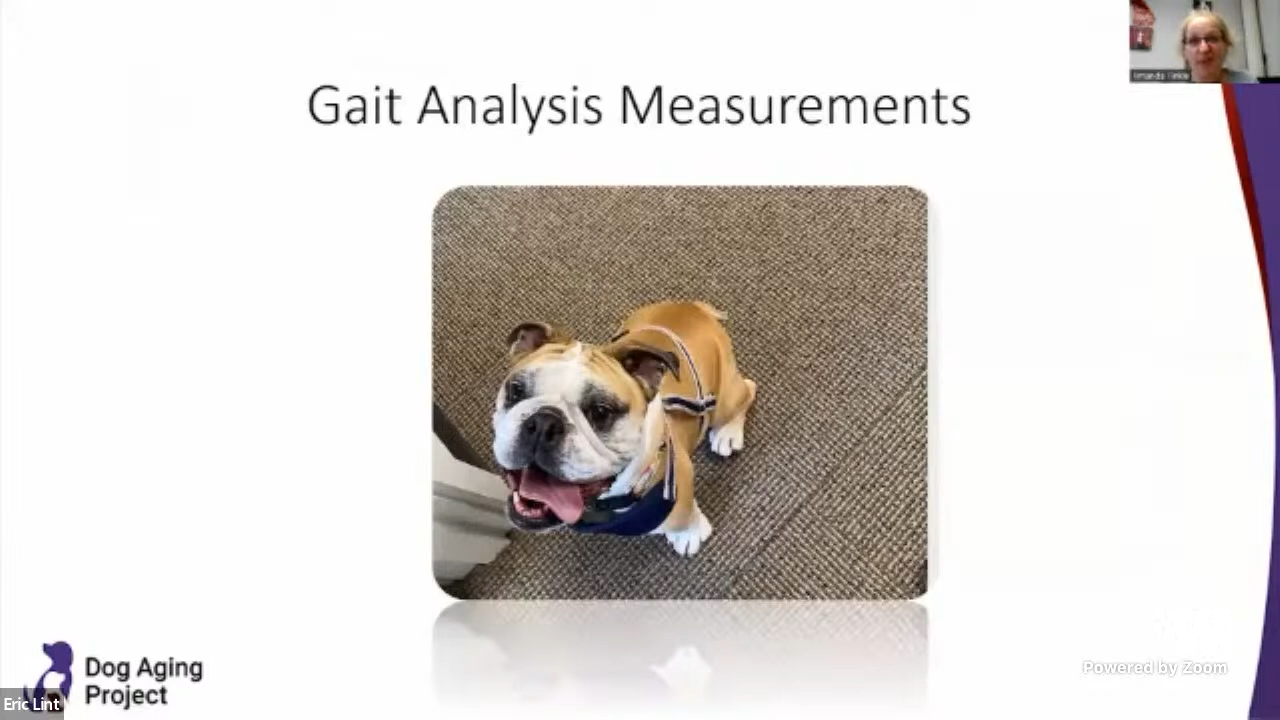 Gait Analysis Measurements
Dog Aging
Project
Eric Lint
Powered by Zoom